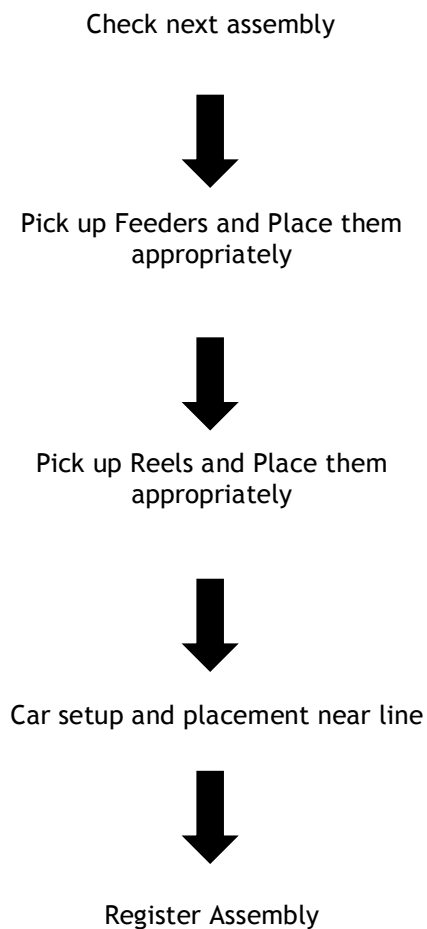 Check next assembly
Pick up Feeders and Place them
appropriately
Pick up Reels and Place them
appropriately
Car setup and placement near line
Register Assembly